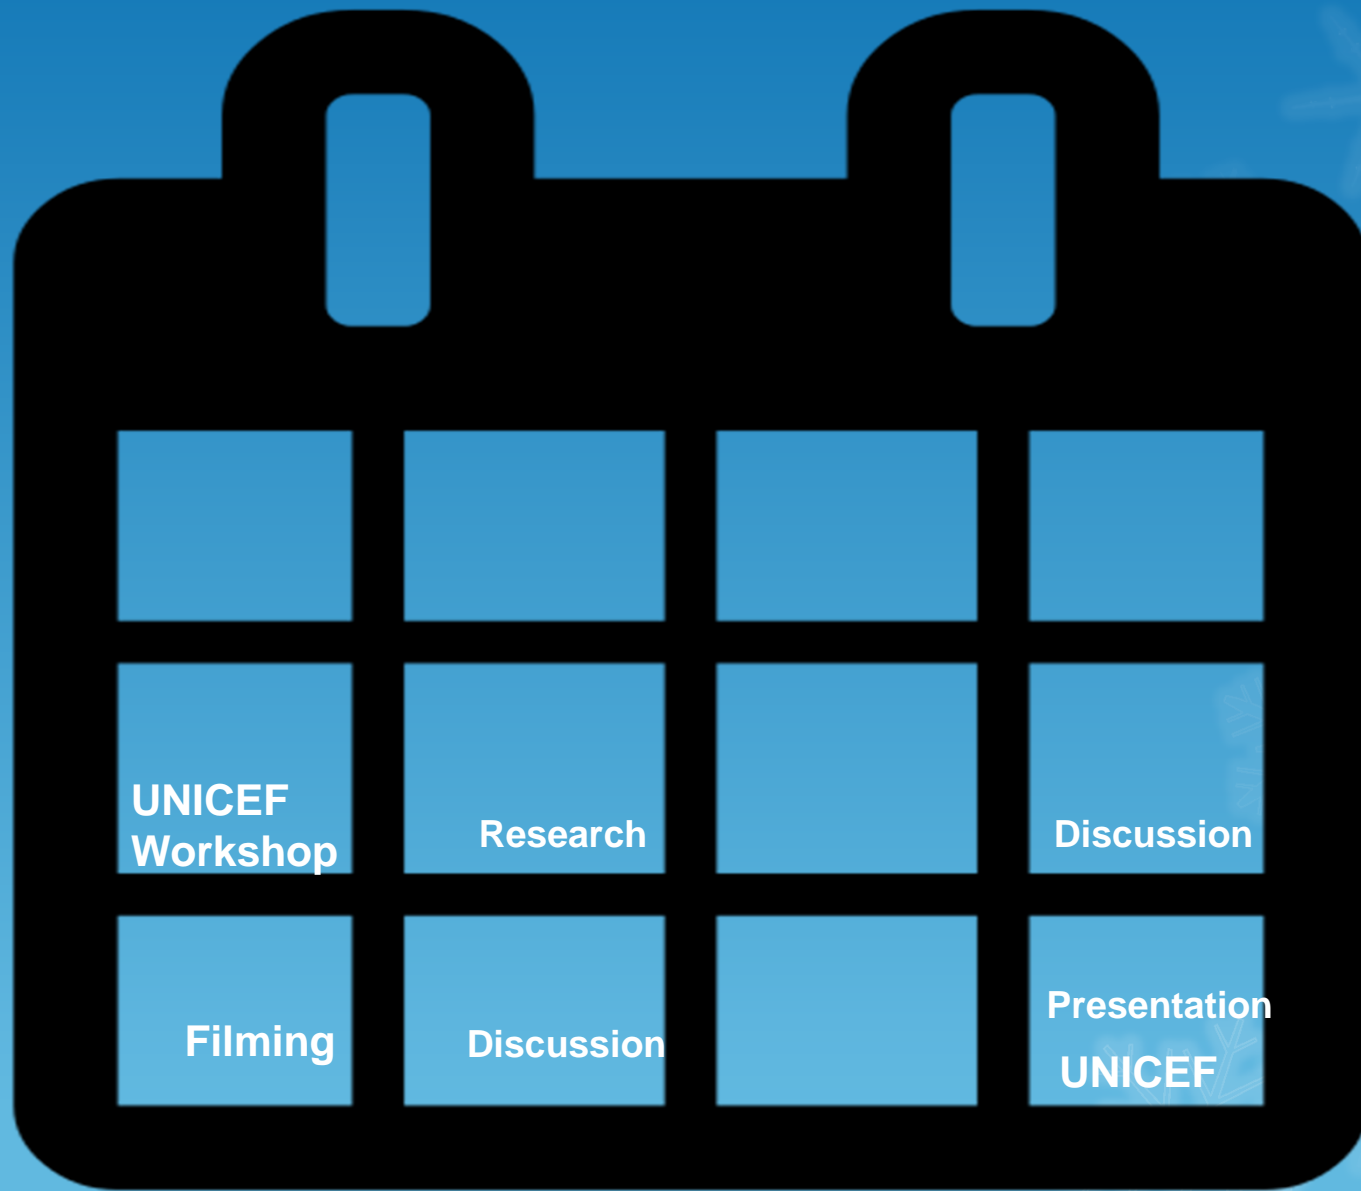 UNICEF
Workshop
Research
Discussion
Filming
Discussion
Presentation
UNICEF